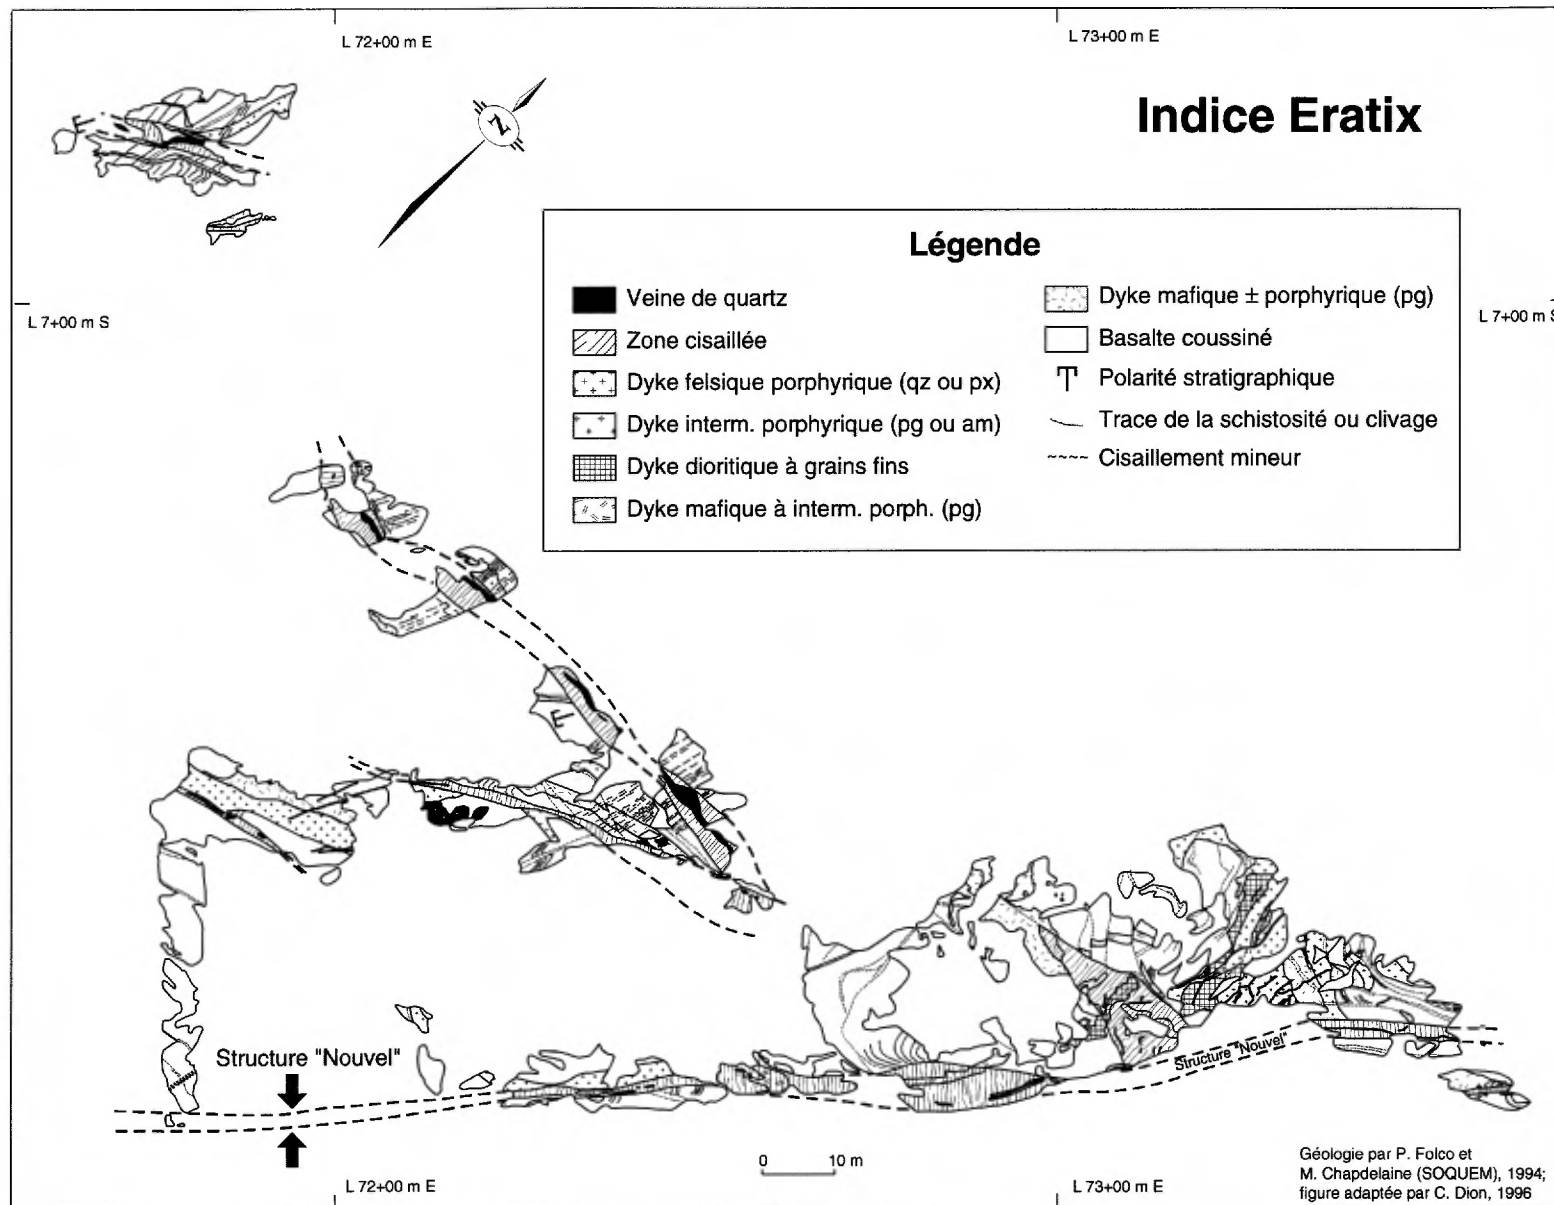 L 72+00 m E
L 73+00 m E
Indice Eratix
N
Légende
Veine de quartz
Zone cisaillée
Dyke felsique porphyrique (qz ou px)
Dyke interm. porphyrique (pg ou am)
Dyke dioritique à grains fins
Dyke mafique à interm. porph. (pg)
Dyke mafique ± porphyrique (pg)
Basalte coussiné
Polarité stratigraphique
Trace de la schistosité ou clivage
Cisaillement mineur
L 7+00 m S
L 7+00 m S
Structure "Nouvel"
Structure "Nouvel"
0 10 m
L 72+00 m E
L 73+00 m E
Géologie par P. Folco et
M. Chapdelaine (SOQUEM), 1994;
figure adaptée par C. Dion, 1996